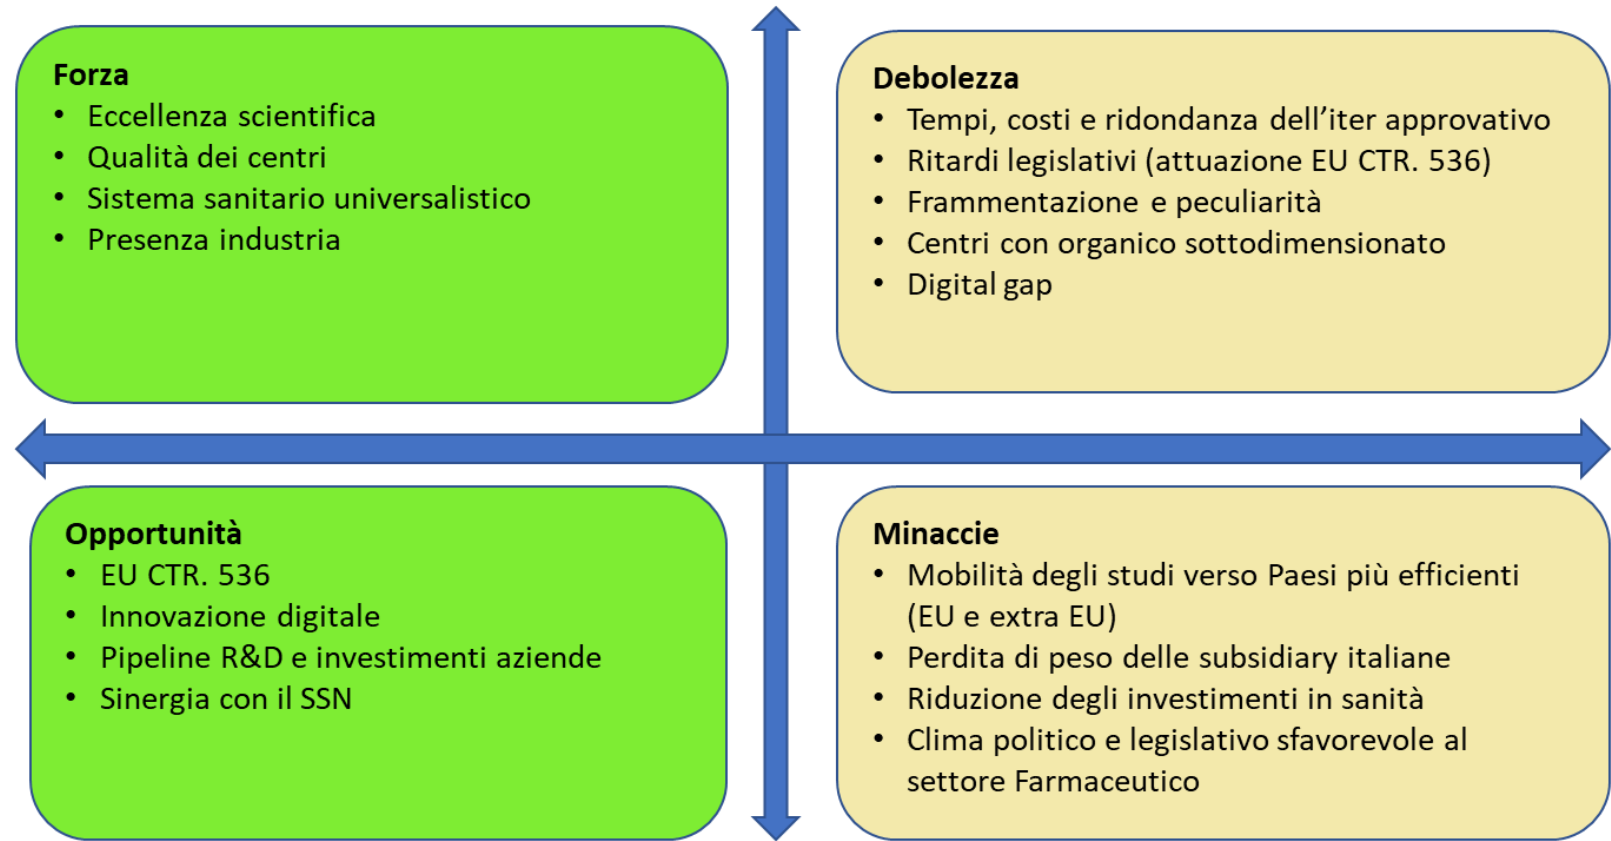 Forza
• Eccellenza scientifica
• Qualità dei centri
• Sistema sanitario universalistico
• Presenza industria
Debolezza
• Tempi, costi e ridondanza dell’iter approvativo
• Ritardi legislativi (attuazione EU CTR. 536)
• Frammentazione e peculiarità
• Centri con organico sottodimensionato
• Digital gap
Opportunità
• EU CTR. 536
• Innovazione digitale
• Pipeline R&D e investimenti aziende
• Sinergia con il SSN
Minaccie
• Mobilità degli studi verso Paesi più efficienti
(EU e extra EU)
• Perdita di peso delle subsidiary italiane
• Riduzione degli investimenti in sanità
• Clima politico e legislativo sfavorevole al
settore Farmaceutico